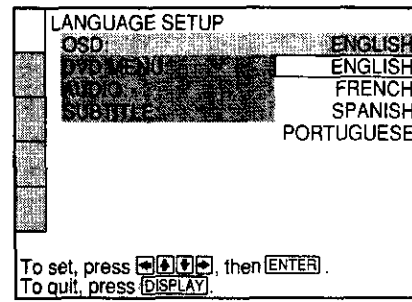 LANGUAGE SETUP
OSD: ENGLISH
DVD MENU: ENGLISH
AUDIO: FRENCH
SUBTITLE: SPANISH
PORTUGUESE
To set, press ←↑↓→, then ENTER.
To quit, press DISPLAY.